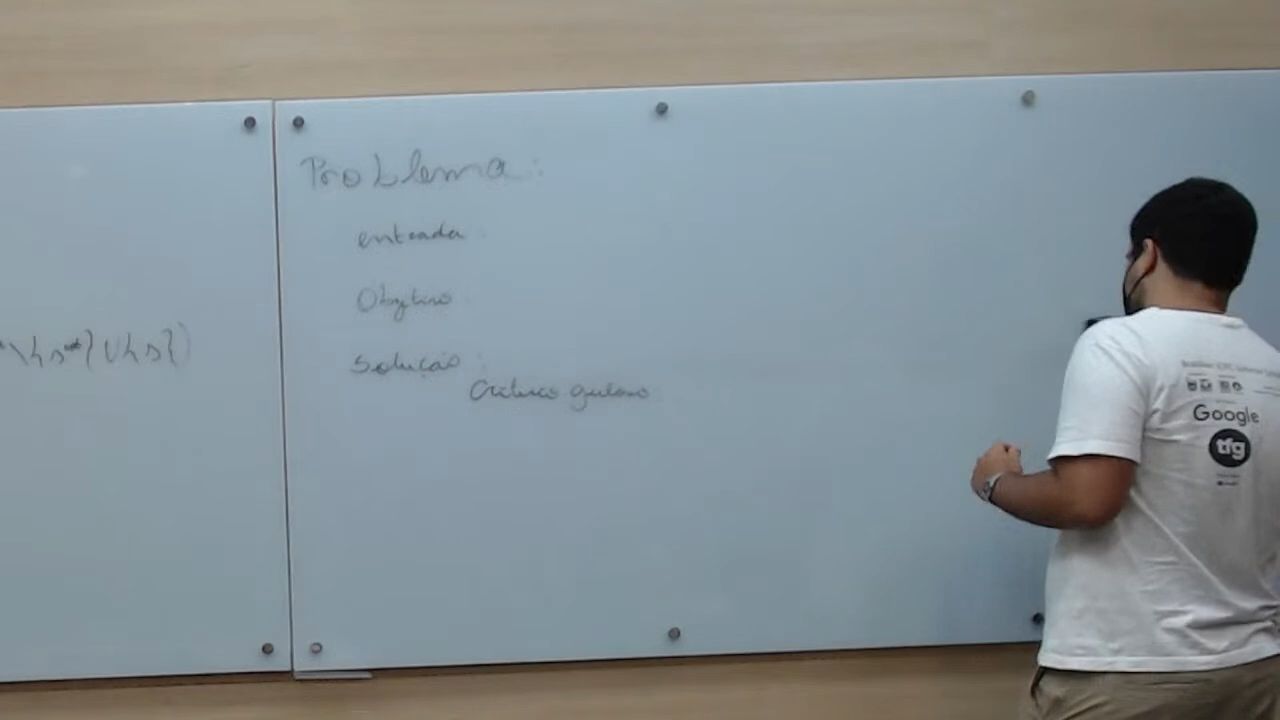 Problema:
entrada:
Objetivo
solução:
Critério guloso
\{s*}∪{s})
Google
tfg